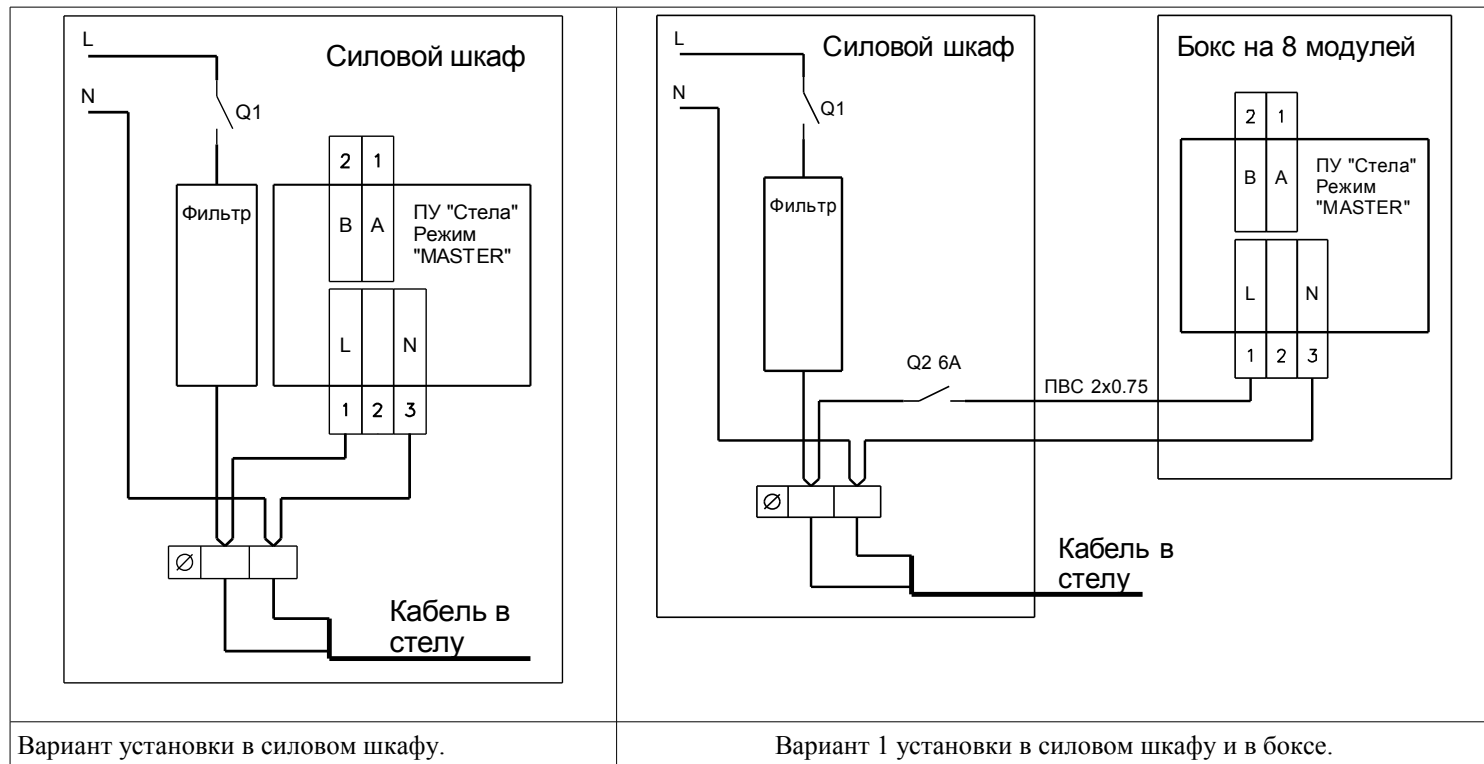 L
Силовой шкаф
N
Q1
2 1
Фильтр
B A
ПУ "Стела"
Режим
"MASTER"
L N
1 2 3
Кабель в
стелу
Вариант установки в силовом шкафу.
L
Силовой шкаф
N
Q1
Фильтр
Q2 6A
ПВС 2x0.75
Кабель в
стелу
Бокс на 8 модулей
2 1
B A
ПУ "Стела"
Режим
"MASTER"
L N
1 2 3
Вариант 1 установки в силовом шкафу и в боксе.